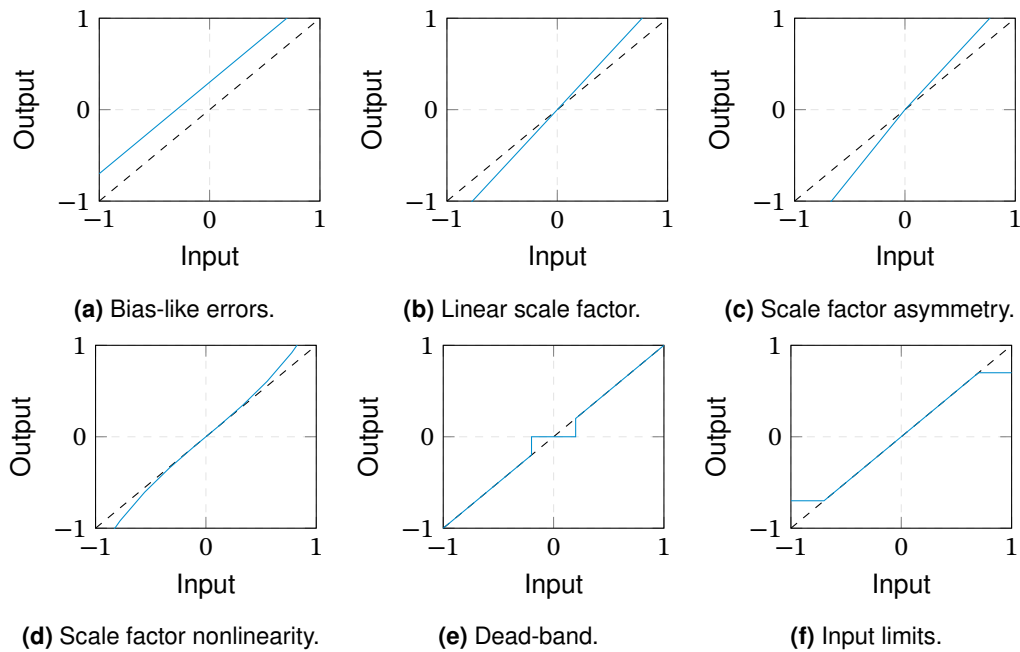 1
0
−1
−1 0 1
Output
Input
(a) Bias-like errors.
1
0
−1
−1 0 1
Output
Input
(b) Linear scale factor.
1
0
−1
−1 0 1
Output
Input
(c) Scale factor asymmetry.
1
0
−1
−1 0 1
Output
Input
(d) Scale factor nonlinearity.
1
0
−1
−1 0 1
Output
Input
(e) Dead-band.
1
0
−1
−1 0 1
Output
Input
(f) Input limits.